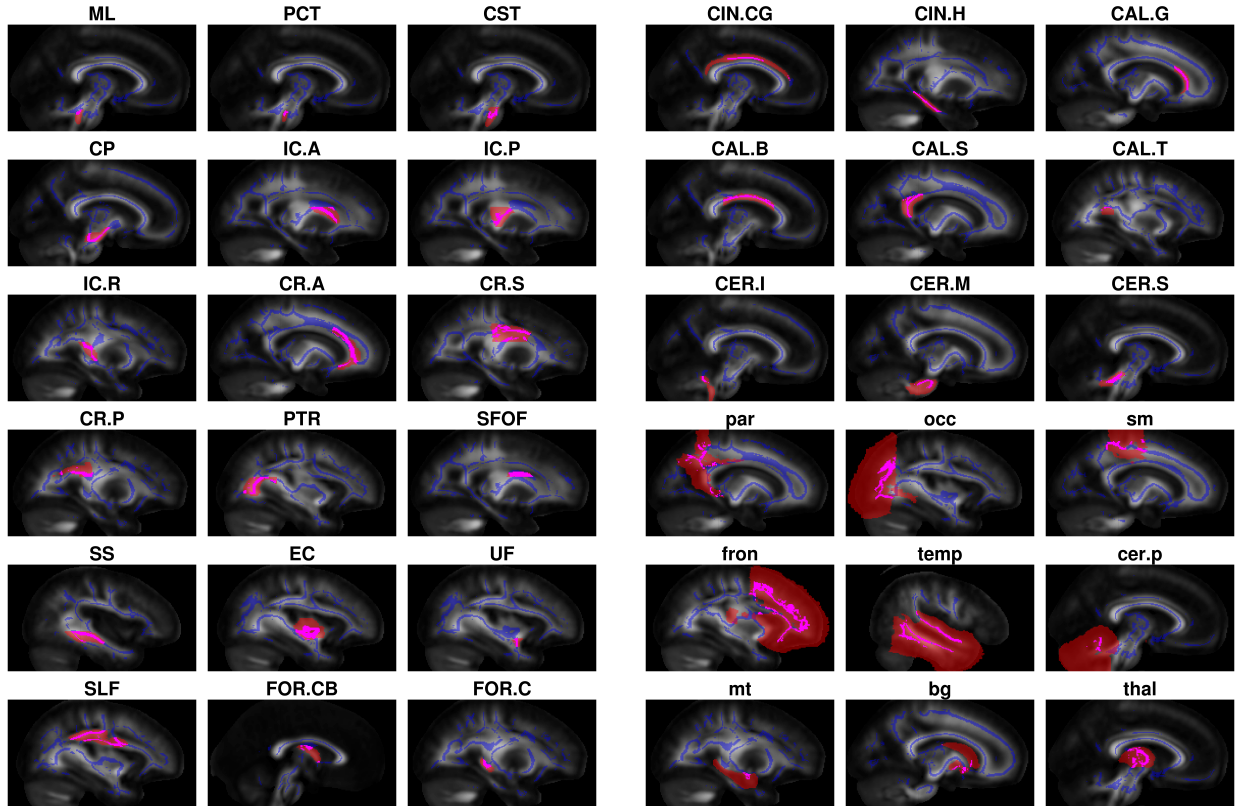 ML PCT CST CIN.CG CIN.H CAL.G
CP IC.A IC.P CAL.B CAL.S CAL.T
IC.R CR.A CR.S CER.I CER.M CER.S
CR.P PTR SFOF par occ sm
SS EC UF fron temp cer.p
SLF FOR.CB FOR.C mt bg thal